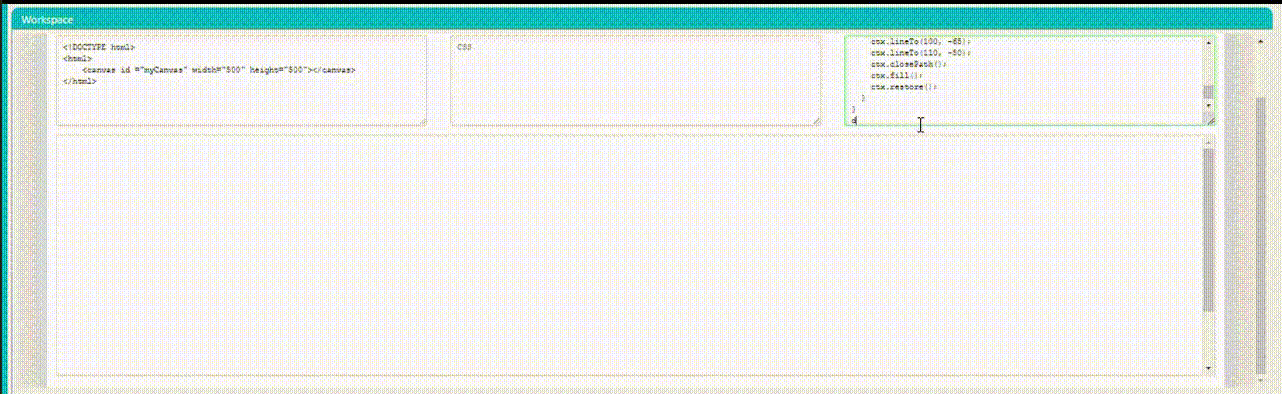 Workspace
<!DOCTYPE html>
<html>
<canvas id ="myCanvas" width="500" height="500"></canvas>
</html>
CSS
ctx.lineTo(100, -65);
ctx.lineTo(110, -50);
ctx.closePath();
ctx.fill();
ctx.restore();
}
}
d